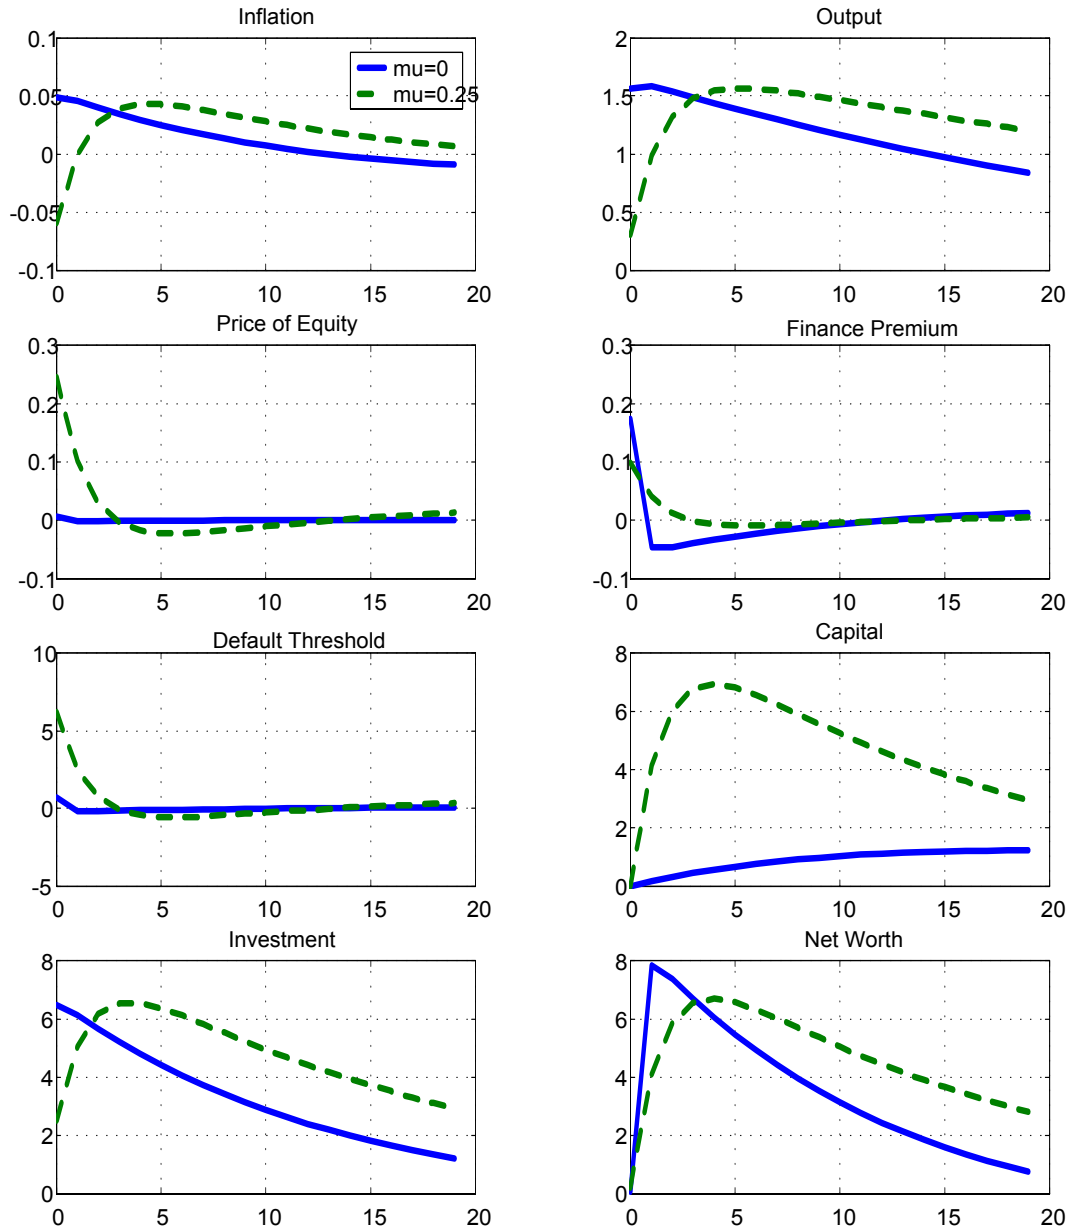 Inflation
0.1
0.05
0
-0.05
-0.1
0 5 10 15 20
mu=0
mu=0.25
Output
2
1.5
1
0.5
0
0 5 10 15 20
Price of Equity
0.3
0.2
0.1
0
-0.1
0 5 10 15 20
Finance Premium
0.3
0.2
0.1
0
-0.1
0 5 10 15 20
Default Threshold
10
5
0
-5
0 5 10 15 20
Capital
8
6
4
2
0
0 5 10 15 20
Investment
8
6
4
2
0
0 5 10 15 20
Net Worth
8
6
4
2
0
0 5 10 15 20